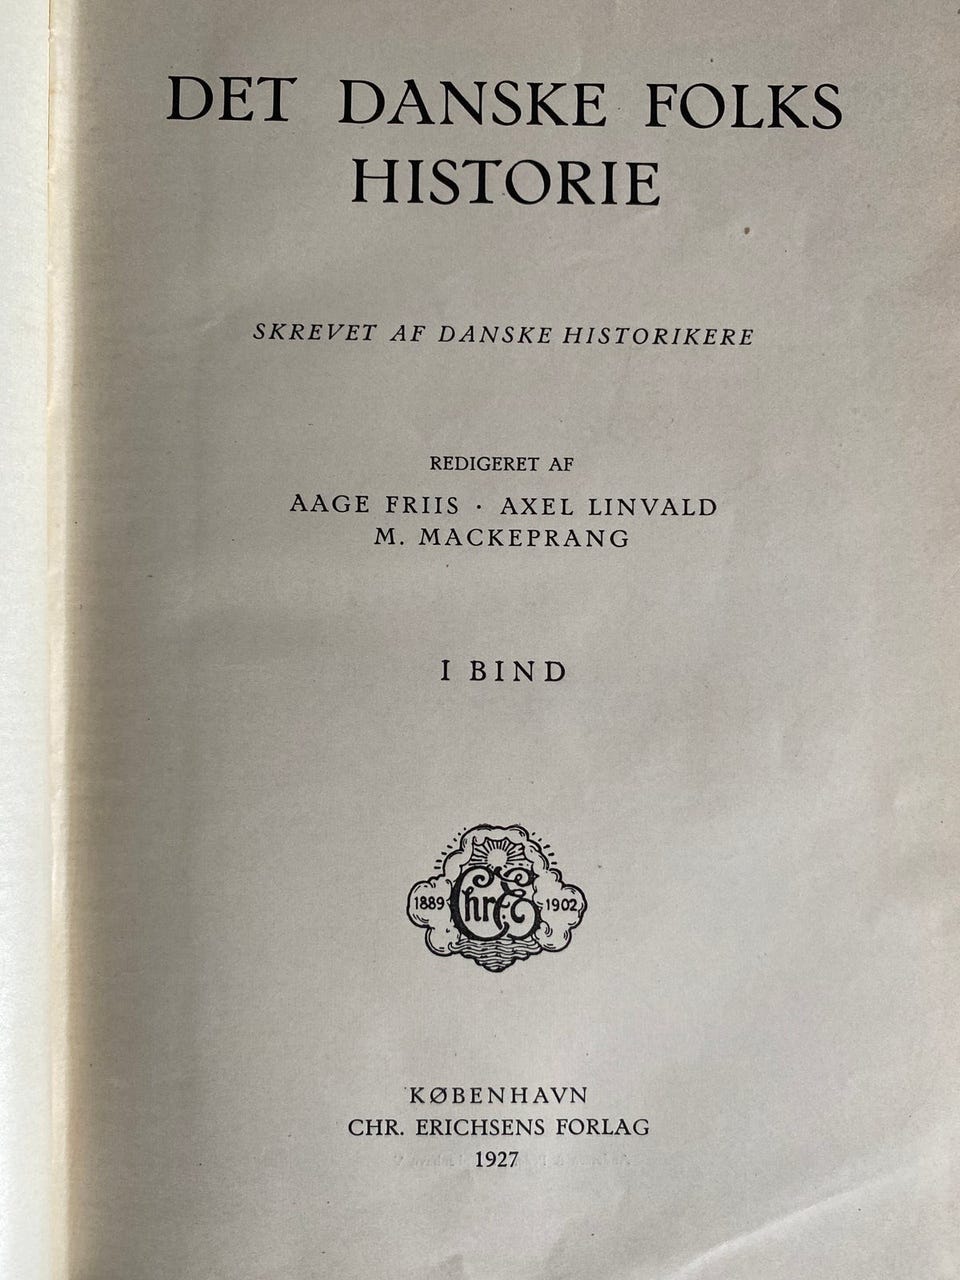 DET DANSKE FOLKS
HISTORIE
SKREVET AF DANSKE HISTORIKERE
REDIGERET AF
AAGE FRIIS · AXEL LINVALD
M. MACKEPRANG
I BIND
1889 Chr. E 1902
KØBENHAVN
CHR. ERICHSENS FORLAG
1927